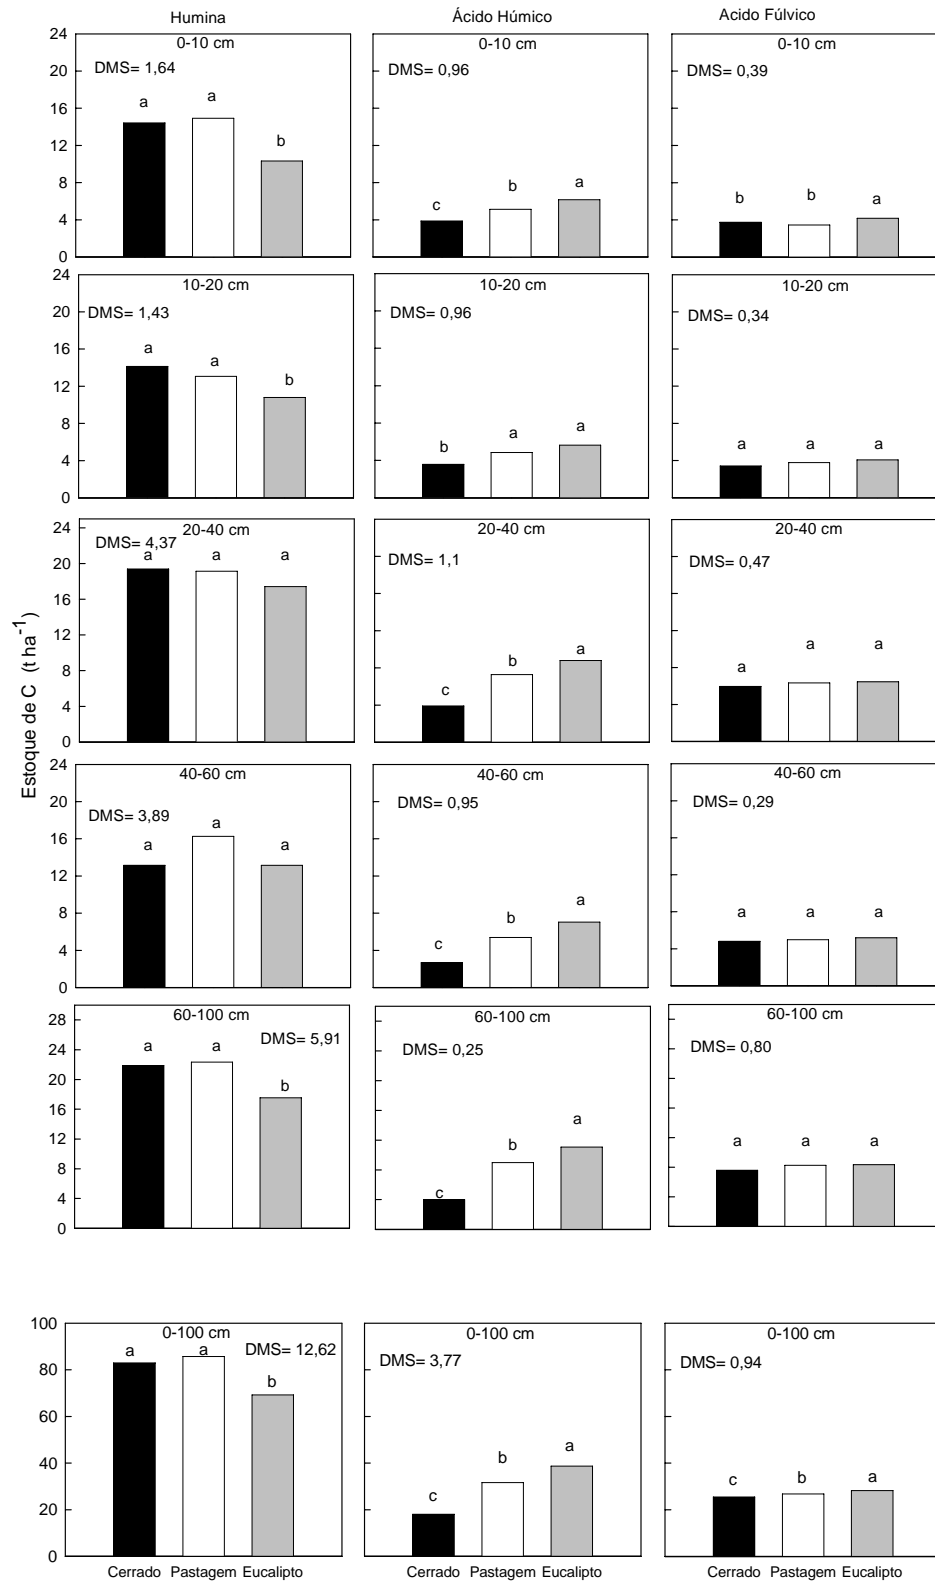 Humina Ácido Húmico Acido Fúlvico
24 0-10 cm 0-10 cm 0-10 cm
20 DMS= 1,64 DMS= 0,96 DMS= 0,39
a a
16
b
12
8 c b a b b a
4
0
24 10-20 cm 10-20 cm 10-20 cm
20 DMS= 1,43 DMS= 0,96 DMS= 0,34
16 a a b
12
8
b a a a a a
4
0
24 20-40 cm 20-40 cm 20-40 cm
DMS= 4,37 DMS= 1,1 DMS= 0,47
20 a a a
16
12
c b a a a a
8
4
0
Estoque de C (t ha-1)
24 40-60 cm 40-60 cm 40-60 cm
20 DMS= 3,89 DMS= 0,95 DMS= 0,29
16 a a a
12
8 c b a a a a
4
0
28 60-100 cm 60-100 cm 60-100 cm
24 DMS= 5,91 DMS= 0,25 DMS= 0,80
a a b
20
16
12 c b a a a a
8
4
0
100 0-100 cm 0-100 cm 0-100 cm
a a b DMS= 12,62 DMS= 3,77 DMS= 0,94
80
60
40 c b a c b a
20
0
Cerrado Pastagem Eucalipto Cerrado Pastagem Eucalipto Cerrado Pastagem Eucalipto